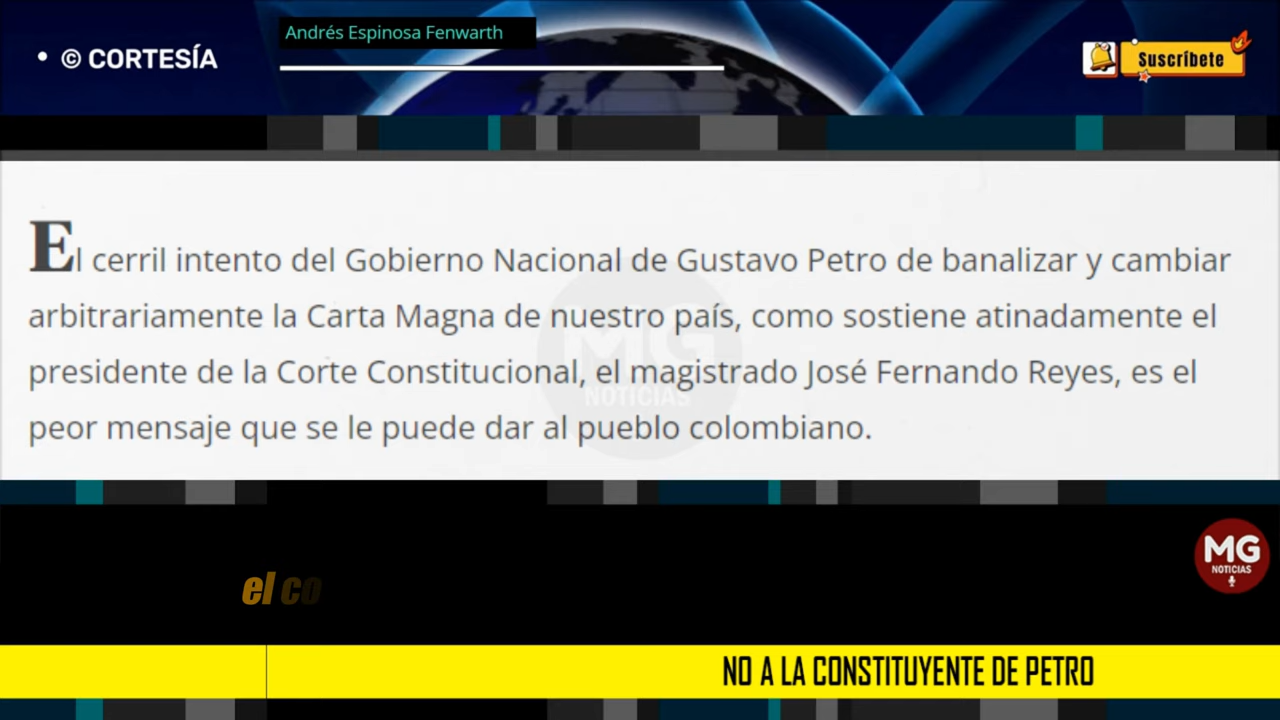 Andrés Espinosa Fenwarth
• © CORTESÍA
Suscríbete
El cerril intento del Gobierno Nacional de Gustavo Petro de banalizar y cambiar
arbitrariamente la Carta Magna de nuestro país, como sostiene atinadamente el
presidente de la Corte Constitucional, el magistrado José Fernando Reyes, es el
peor mensaje que se le puede dar al pueblo colombiano.
MG
NOTICIAS
MG
NOTICIAS
el co
NO A LA CONSTITUYENTE DE PETRO